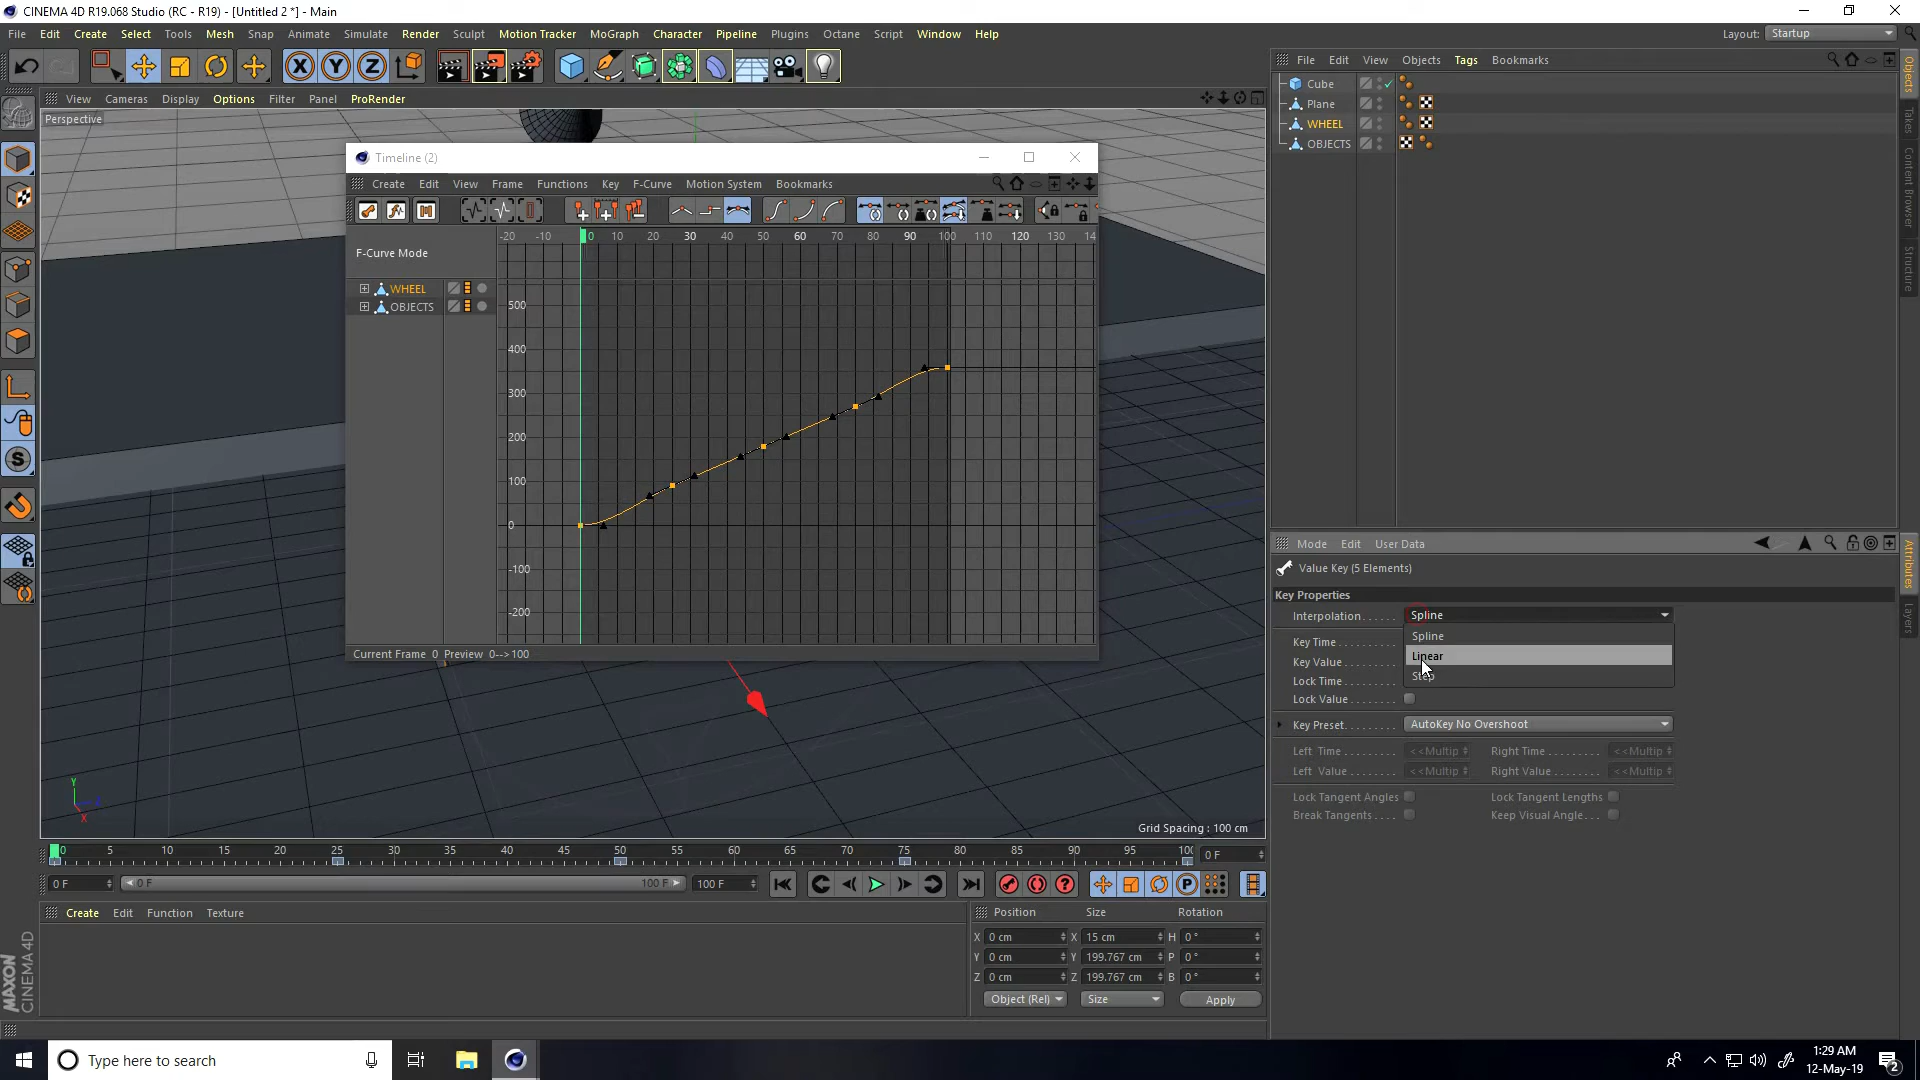 CINEMA 4D R19.068 Studio (RC - R19) - [Untitled 2 *] - Main
File Edit Create Select Tools Mesh Snap Animate Simulate Render Sculpt Motion Tracker MoGraph Character Pipeline Plugins Octane Script Window Help
Layout: Startup
View Cameras Display Options Filter Panel ProRender
Perspective
Timeline (2)
Create Edit View Frame Functions Key F-Curve Motion System Bookmarks
F-Curve Mode
-20 -10 0 10 20 30 40 50 60 70 80 90 100 110 120 130 14
WHEEL
OBJECTS
500
400
300
200
100
0
-100
-200
Current Frame 0 Preview 0-->100
Y
X
Grid Spacing : 100 cm
0 5 10 15 20 25 30 35 40 45 50 55 60 65 70 75 80 85 90 95 100 0 F
0 F 0 F 100 F 100 F
Create Edit Function Texture
Position Size Rotation
X 0 cm X 15 cm H 0 °
Y 0 cm Y 199.767 cm P 0 °
Z 0 cm Z 199.767 cm B 0 °
Object (Rel) Size Apply
MAXON
CINEMA 4D
File Edit View Objects Tags Bookmarks
Cube
Plane
WHEEL
OBJECTS
Objects
Takes
Content Browser
Structure
Mode Edit User Data
Value Key (5 Elements)
Key Properties
Interpolation . . . . . . Spline
Spline
Linear
Step
Key Time
Key Value
Lock Time
Lock Value
Key Preset AutoKey No Overshoot
Left Time <<Multip Right Time <<Multip
Left Value <<Multip Right Value <<Multip
Lock Tangent Angles Lock Tangent Lengths
Break Tangents Keep Visual Angle
Attributes
Layers
Type here to search
1:29 AM
12-May-19
2